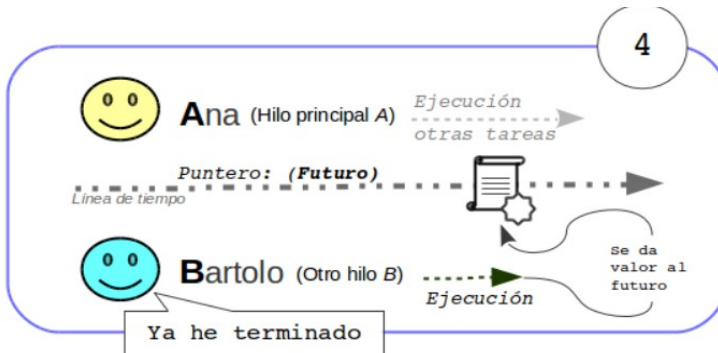 4
Ana (Hilo principal A)
Ejecución
otras tareas
Puntero: (Futuro)
Línea de tiempo
Bartolo (Otro hilo B)
Ejecución
Se da
valor al
futuro
Ya he terminado